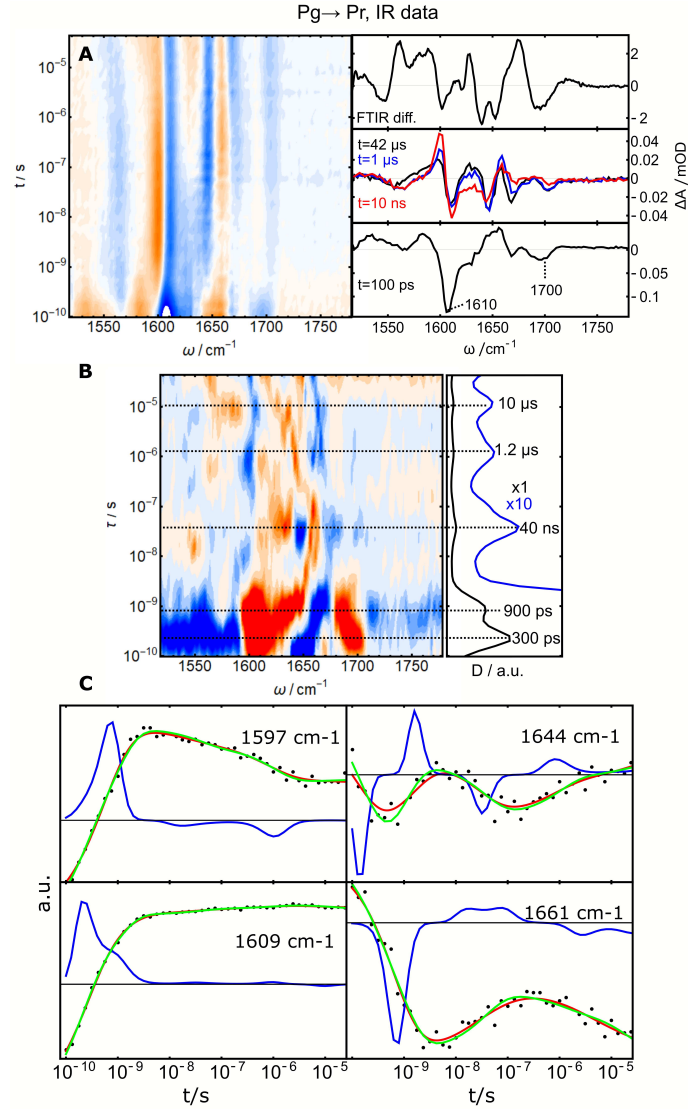 Pg→ Pr, IR data
A
10⁻⁵
10⁻⁶
10⁻⁷
10⁻⁸
10⁻⁹
10⁻¹⁰
t / s
1550 1600 1650 1700 1750
ω / cm⁻¹
FTIR diff.
2
0
-2
t=42 µs
t=1 µs
t=10 ns
0.04
0.02
0
-0.02
-0.04
ΔA / mOD
t=100 ps
1610
1700
0
-0.05
0.1
1550 1600 1650 1700 1750
ω /cm⁻¹
B
10⁻⁵
10⁻⁶
10⁻⁷
10⁻⁸
10⁻⁹
10⁻¹⁰
τ / s
1550 1600 1650 1700 1750
ω / cm⁻¹
10 µs
1.2 µs
x1
x10
40 ns
900 ps
300 ps
D / a.u.
C
1597 cm-1
1644 cm-1
1609 cm-1
1661 cm-1
a.u.
10⁻¹⁰ 10⁻⁹ 10⁻⁸ 10⁻⁷ 10⁻⁶ 10⁻⁵
10⁻⁹ 10⁻⁸ 10⁻⁷ 10⁻⁶ 10⁻⁵
t/s
t/s